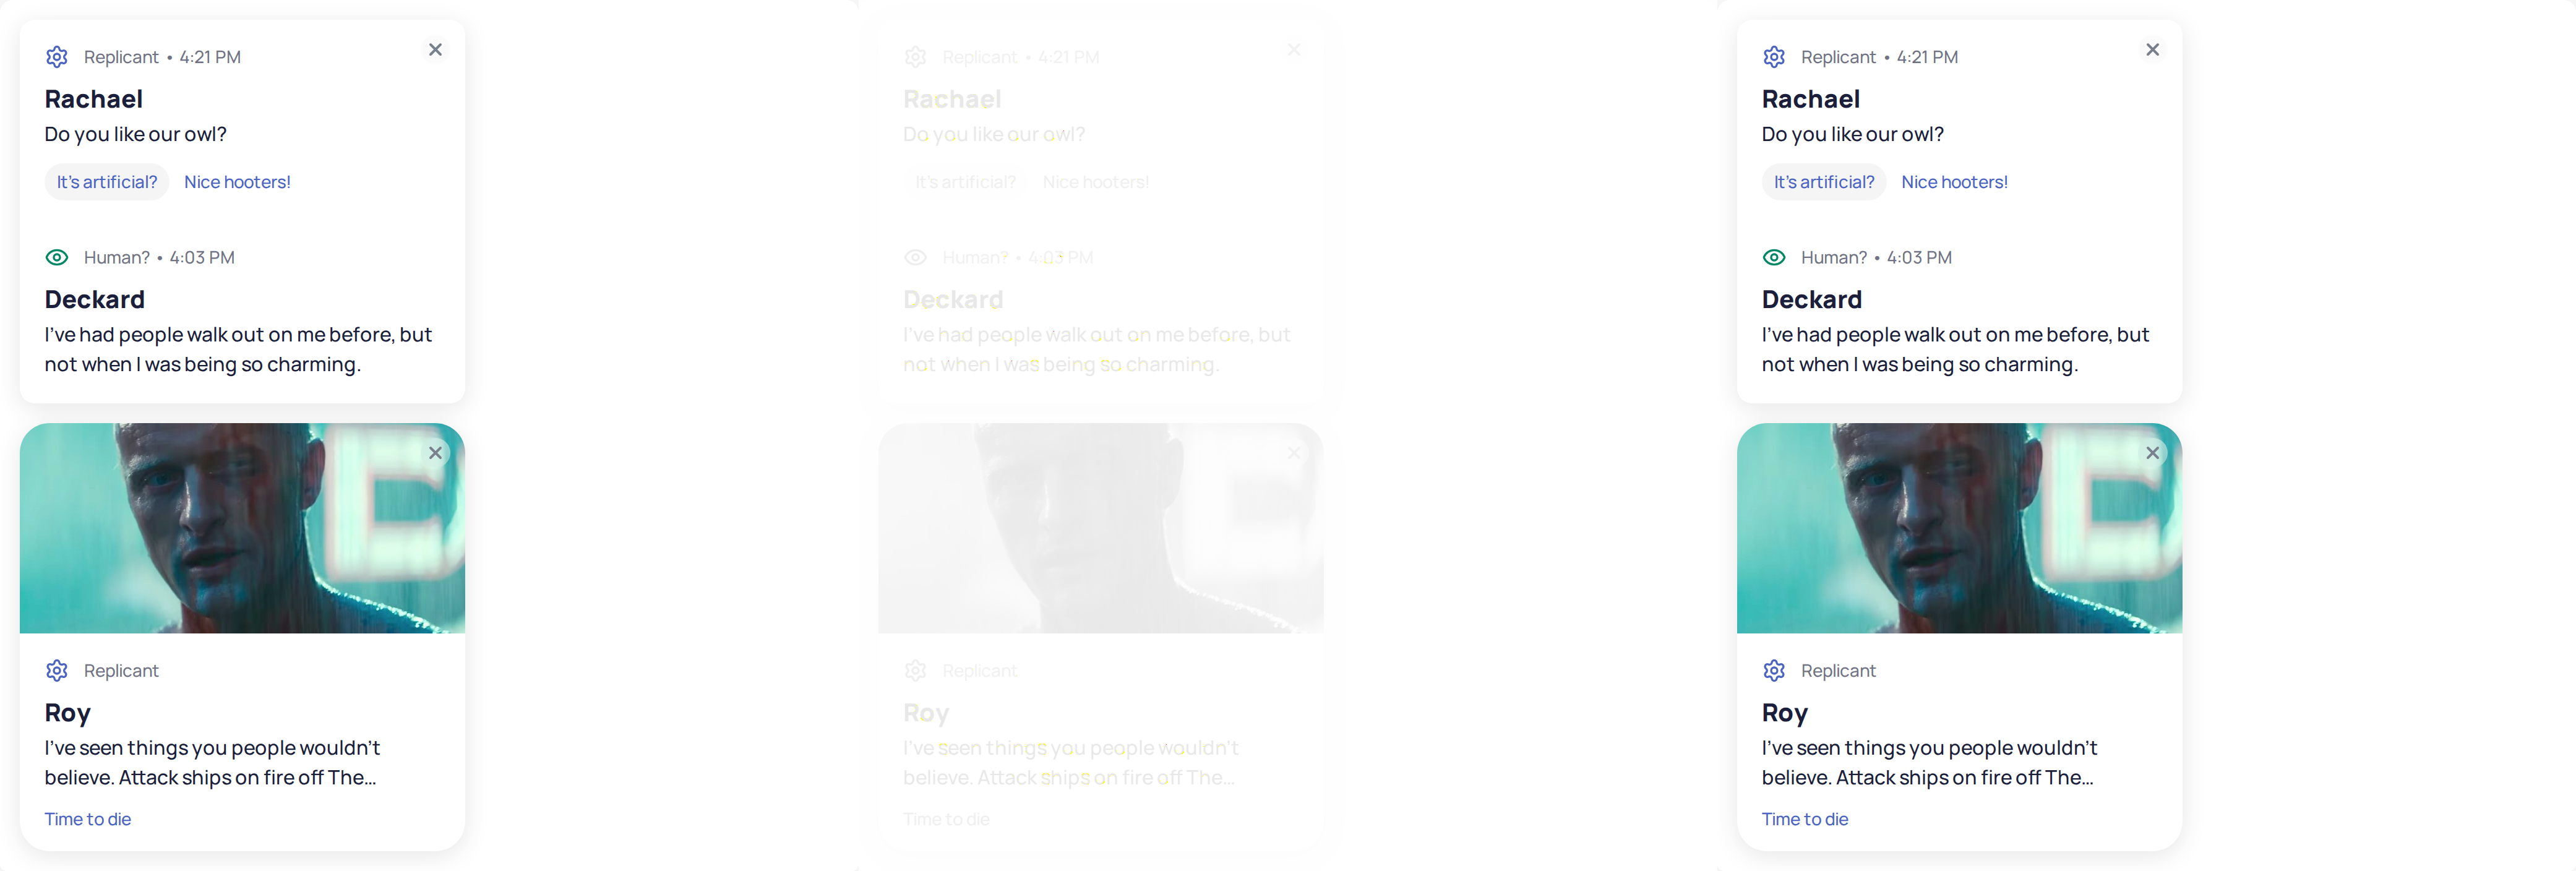 Replicant • 4:21 PM
Rachael
Do you like our owl?
It's artificial? Nice hooters!
Human? • 4:03 PM
Deckard
I've had people walk out on me before, but
not when I was being so charming.
Replicant
Roy
I've seen things you people wouldn't
believe. Attack ships on fire off The...
Time to die
Replicant • 4:21 PM
Rachael
Do you like our owl?
It's artificial? Nice hooters!
Human? • 4:03 PM
Deckard
I've had people walk out on me before, but
not when I was being so charming.
Replicant
Roy
I've seen things you people wouldn't
believe. Attack ships on fire off The...
Time to die
Replicant • 4:21 PM
Rachael
Do you like our owl?
It's artificial? Nice hooters!
Human? • 4:03 PM
Deckard
I've had people walk out on me before, but
not when I was being so charming.
Replicant
Roy
I've seen things you people wouldn't
believe. Attack ships on fire off The...
Time to die